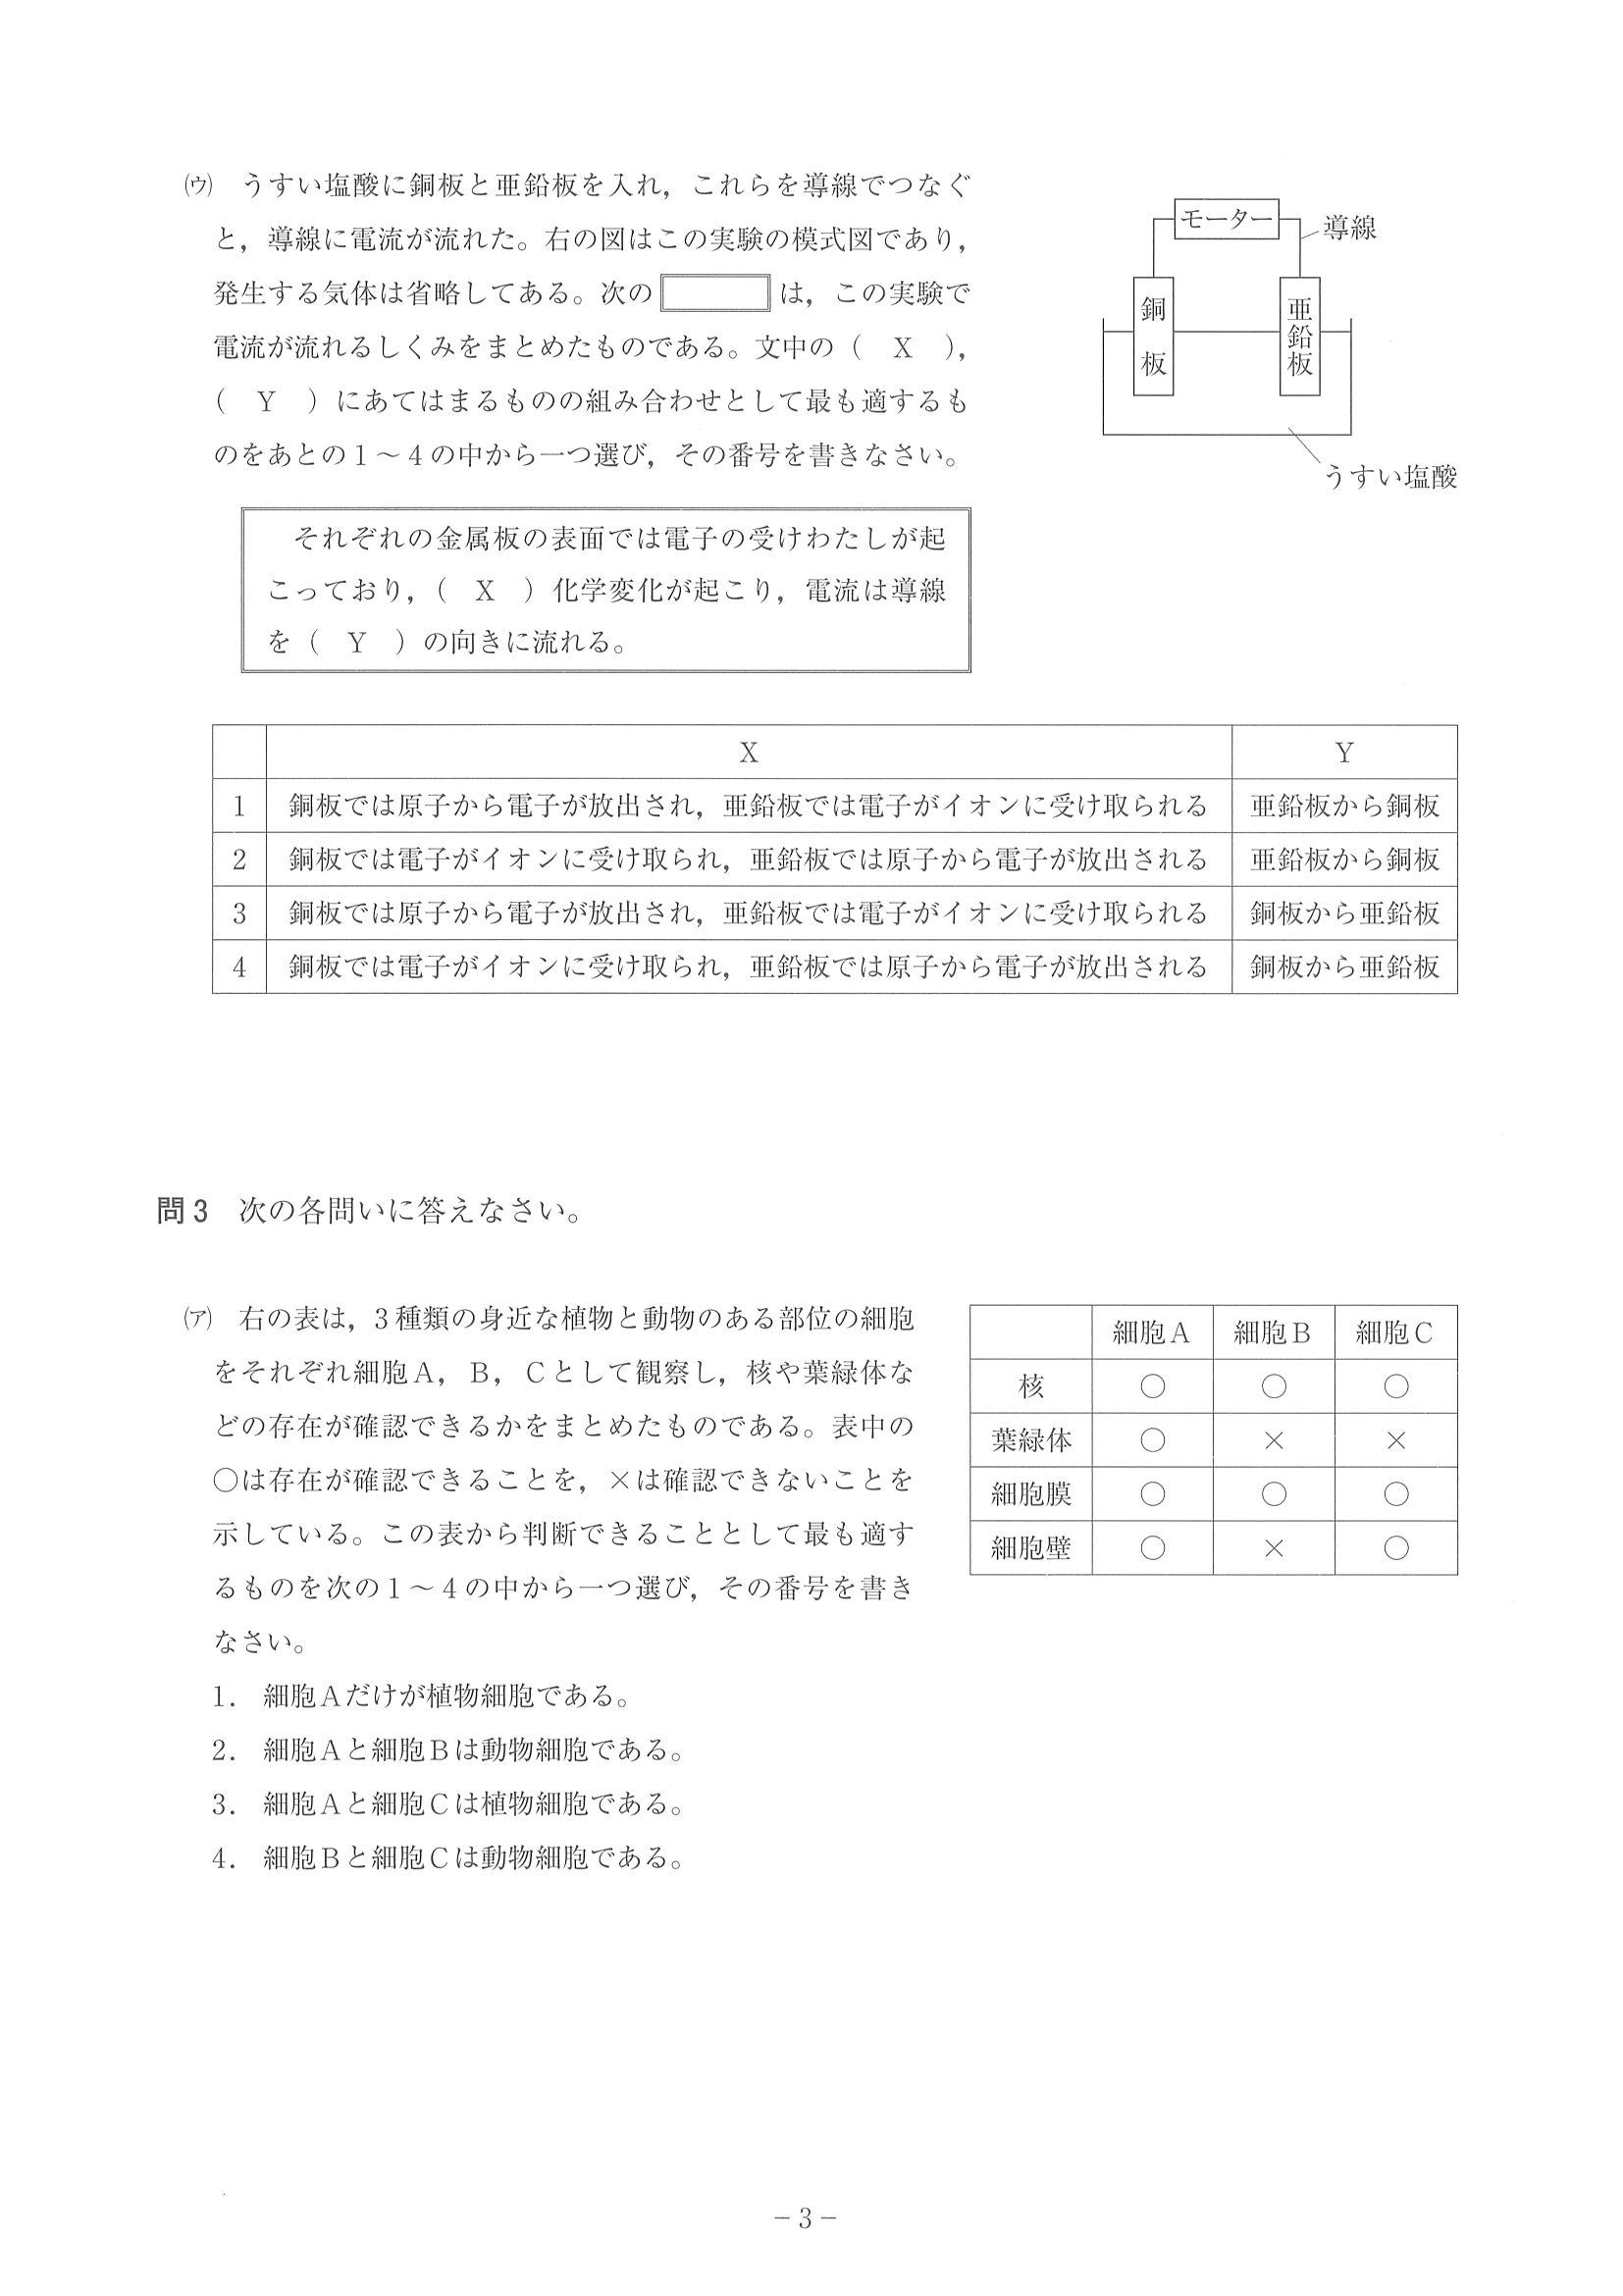 (ウ) うすい塩酸に銅板と亜鉛板を入れ，これらを導線でつなぐ
と，導線に電流が流れた。右の図はこの実験の模式図であり，
発生する気体は省略してある。次の は，この実験で
電流が流れるしくみをまとめたものである。文中の（ X ），
（ Y ）にあてはまるものの組み合わせとして最も適するも
のをあとの1～4の中から一つ選び，その番号を書きなさい。
モーター
導線
銅板
亜鉛板
うすい塩酸
それぞれの金属板の表面では電子の受けわたしが起
こっており，（ X ）化学変化が起こり，電流は導線
を（ Y ）の向きに流れる。
X Y
1 銅板では原子から電子が放出され，亜鉛板では電子がイオンに受け取られる 亜鉛板から銅板
2 銅板では電子がイオンに受け取られ，亜鉛板では原子から電子が放出される 亜鉛板から銅板
3 銅板では原子から電子が放出され，亜鉛板では電子がイオンに受け取られる 銅板から亜鉛板
4 銅板では電子がイオンに受け取られ，亜鉛板では原子から電子が放出される 銅板から亜鉛板
問3 次の各問いに答えなさい。
(ア) 右の表は，3種類の身近な植物と動物のある部位の細胞
をそれぞれ細胞A，B，Cとして観察し，核や葉緑体な
どの存在が確認できるかをまとめたものである。表中の
○は存在が確認できることを，×は確認できないことを
示している。この表から判断できることとして最も適す
るものを次の1～4の中から一つ選び，その番号を書き
なさい。
1. 細胞Aだけが植物細胞である。
2. 細胞Aと細胞Bは動物細胞である。
3. 細胞Aと細胞Cは植物細胞である。
4. 細胞Bと細胞Cは動物細胞である。
細胞A 細胞B 細胞C
核 ○ ○ ○
葉緑体 ○ × ×
細胞膜 ○ ○ ○
細胞壁 ○ × ○
－3－